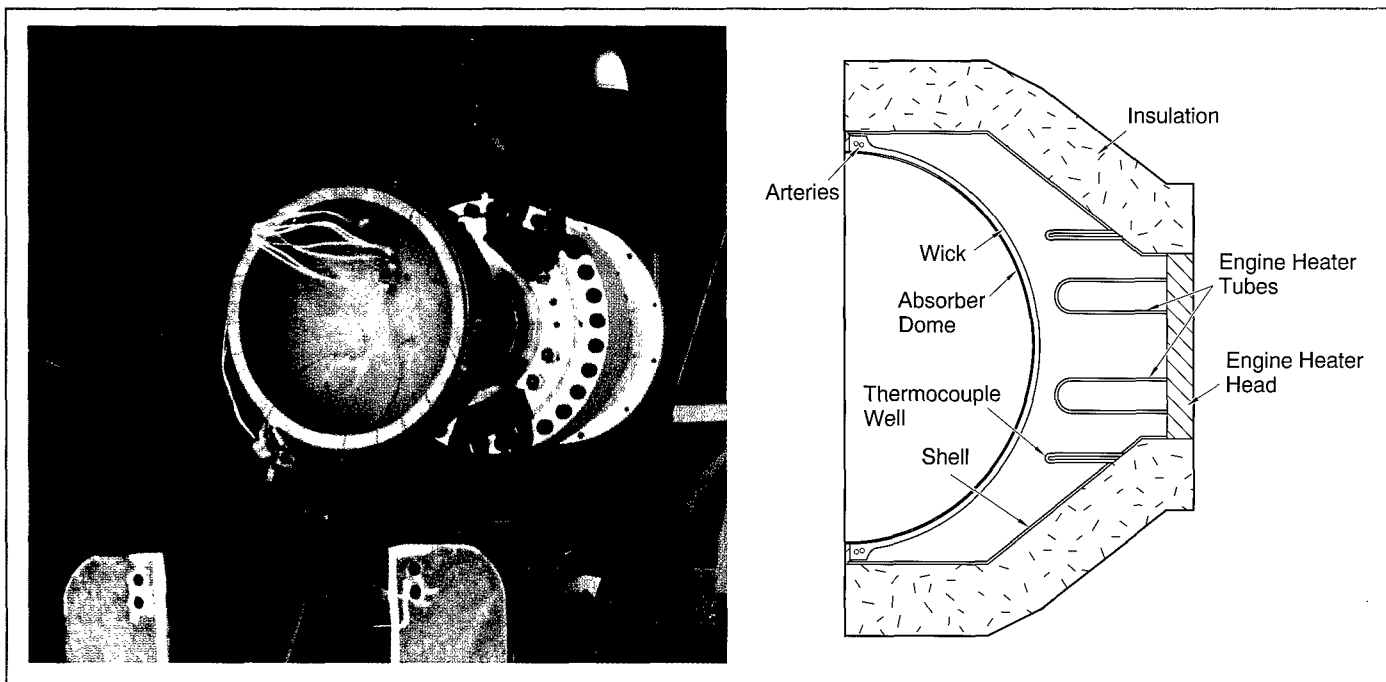 Insulation
Arteries
Wick
Absorber
Dome
Engine Heater
Tubes
Engine Heater
Head
Thermocouple
Well
Shell